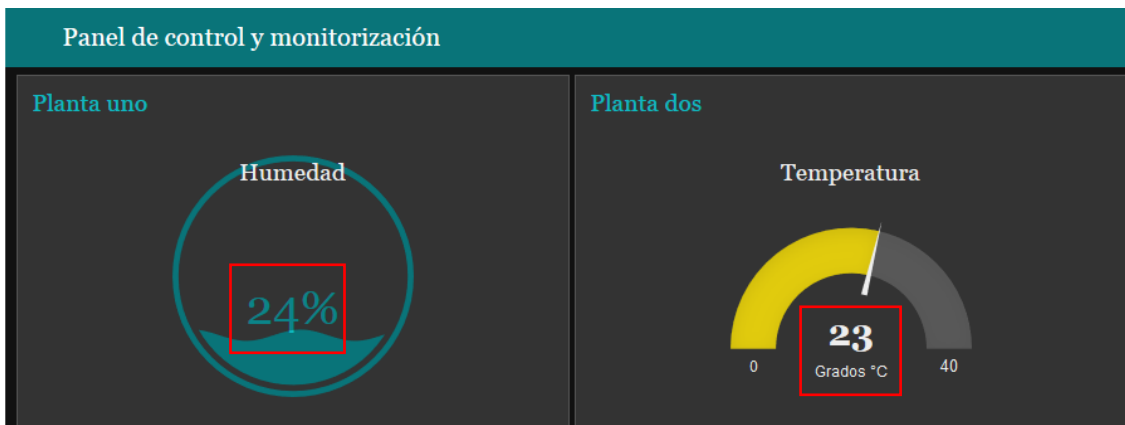 Panel de control y monitorización
Planta uno
Humedad
24%
Planta dos
Temperatura
23
Grados °C
0
40